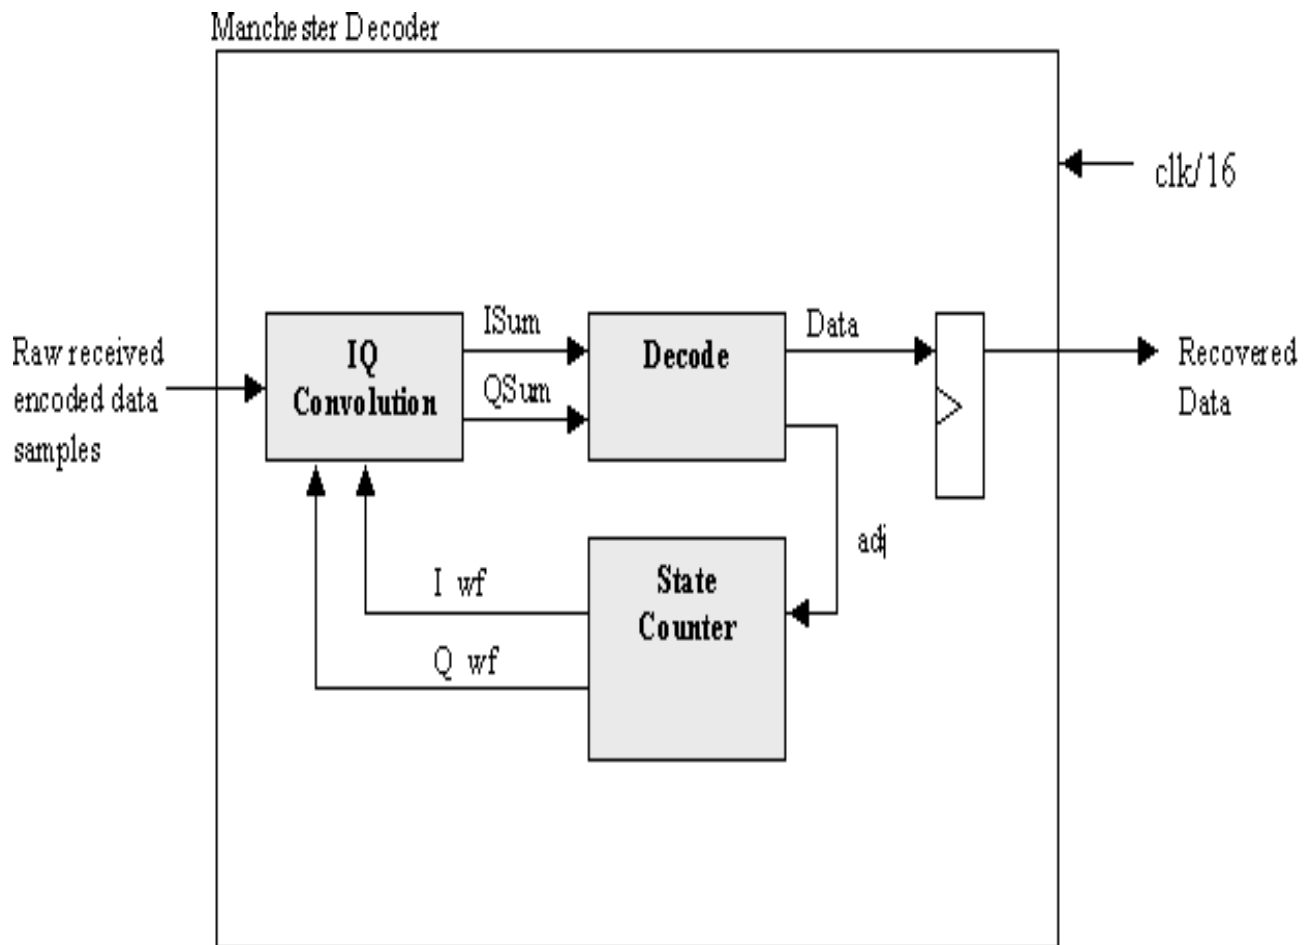 Manchester Decoder
clk/16
Raw received
encoded data
samples
IQ
Convolution
ISum
QSum
Decode
Data
Recovered
Data
adj
State
Counter
I wf
Q wf